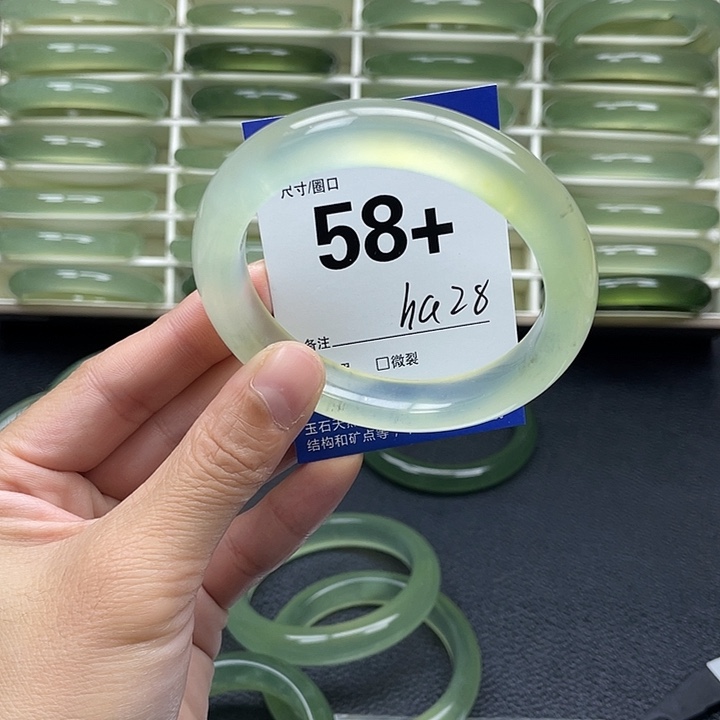 尺寸/圈口
58+
ha28
备注
□微裂
玉石天然
结构和矿点等,